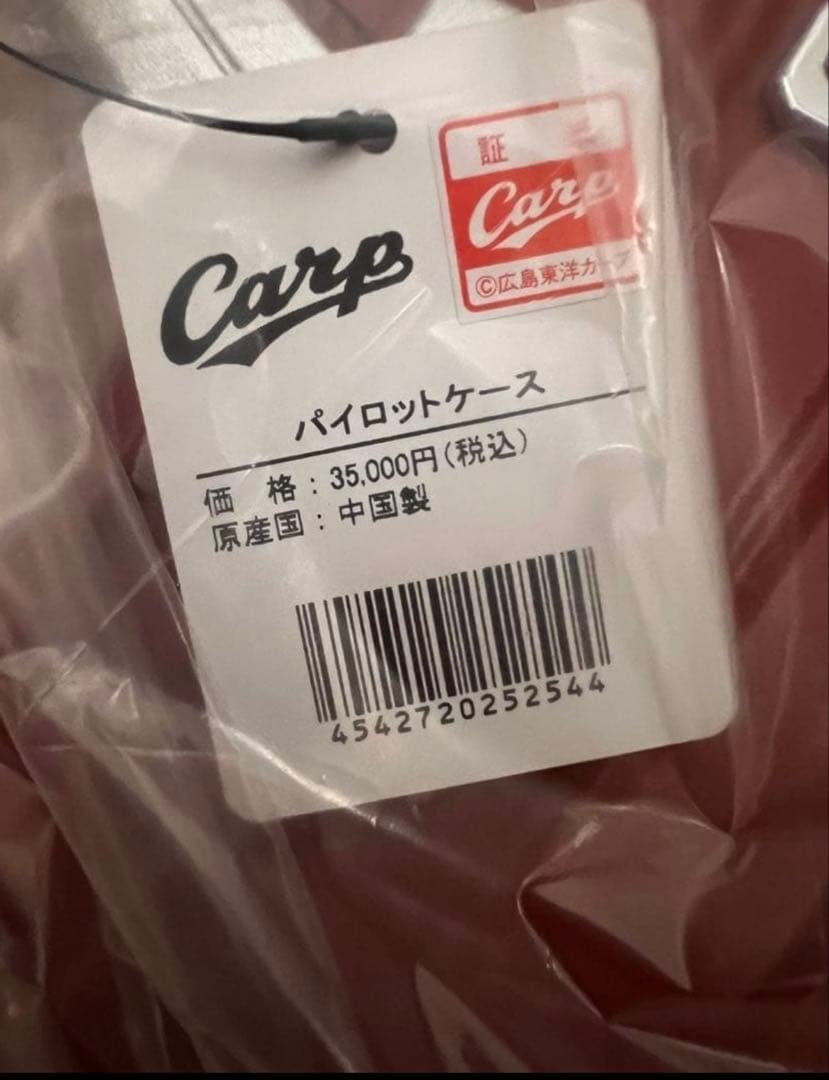 証
Carp
©広島東洋カープ
Carp
パイロットケース
価　格：35,000円(税込)
原産国：中国製
4542720252544